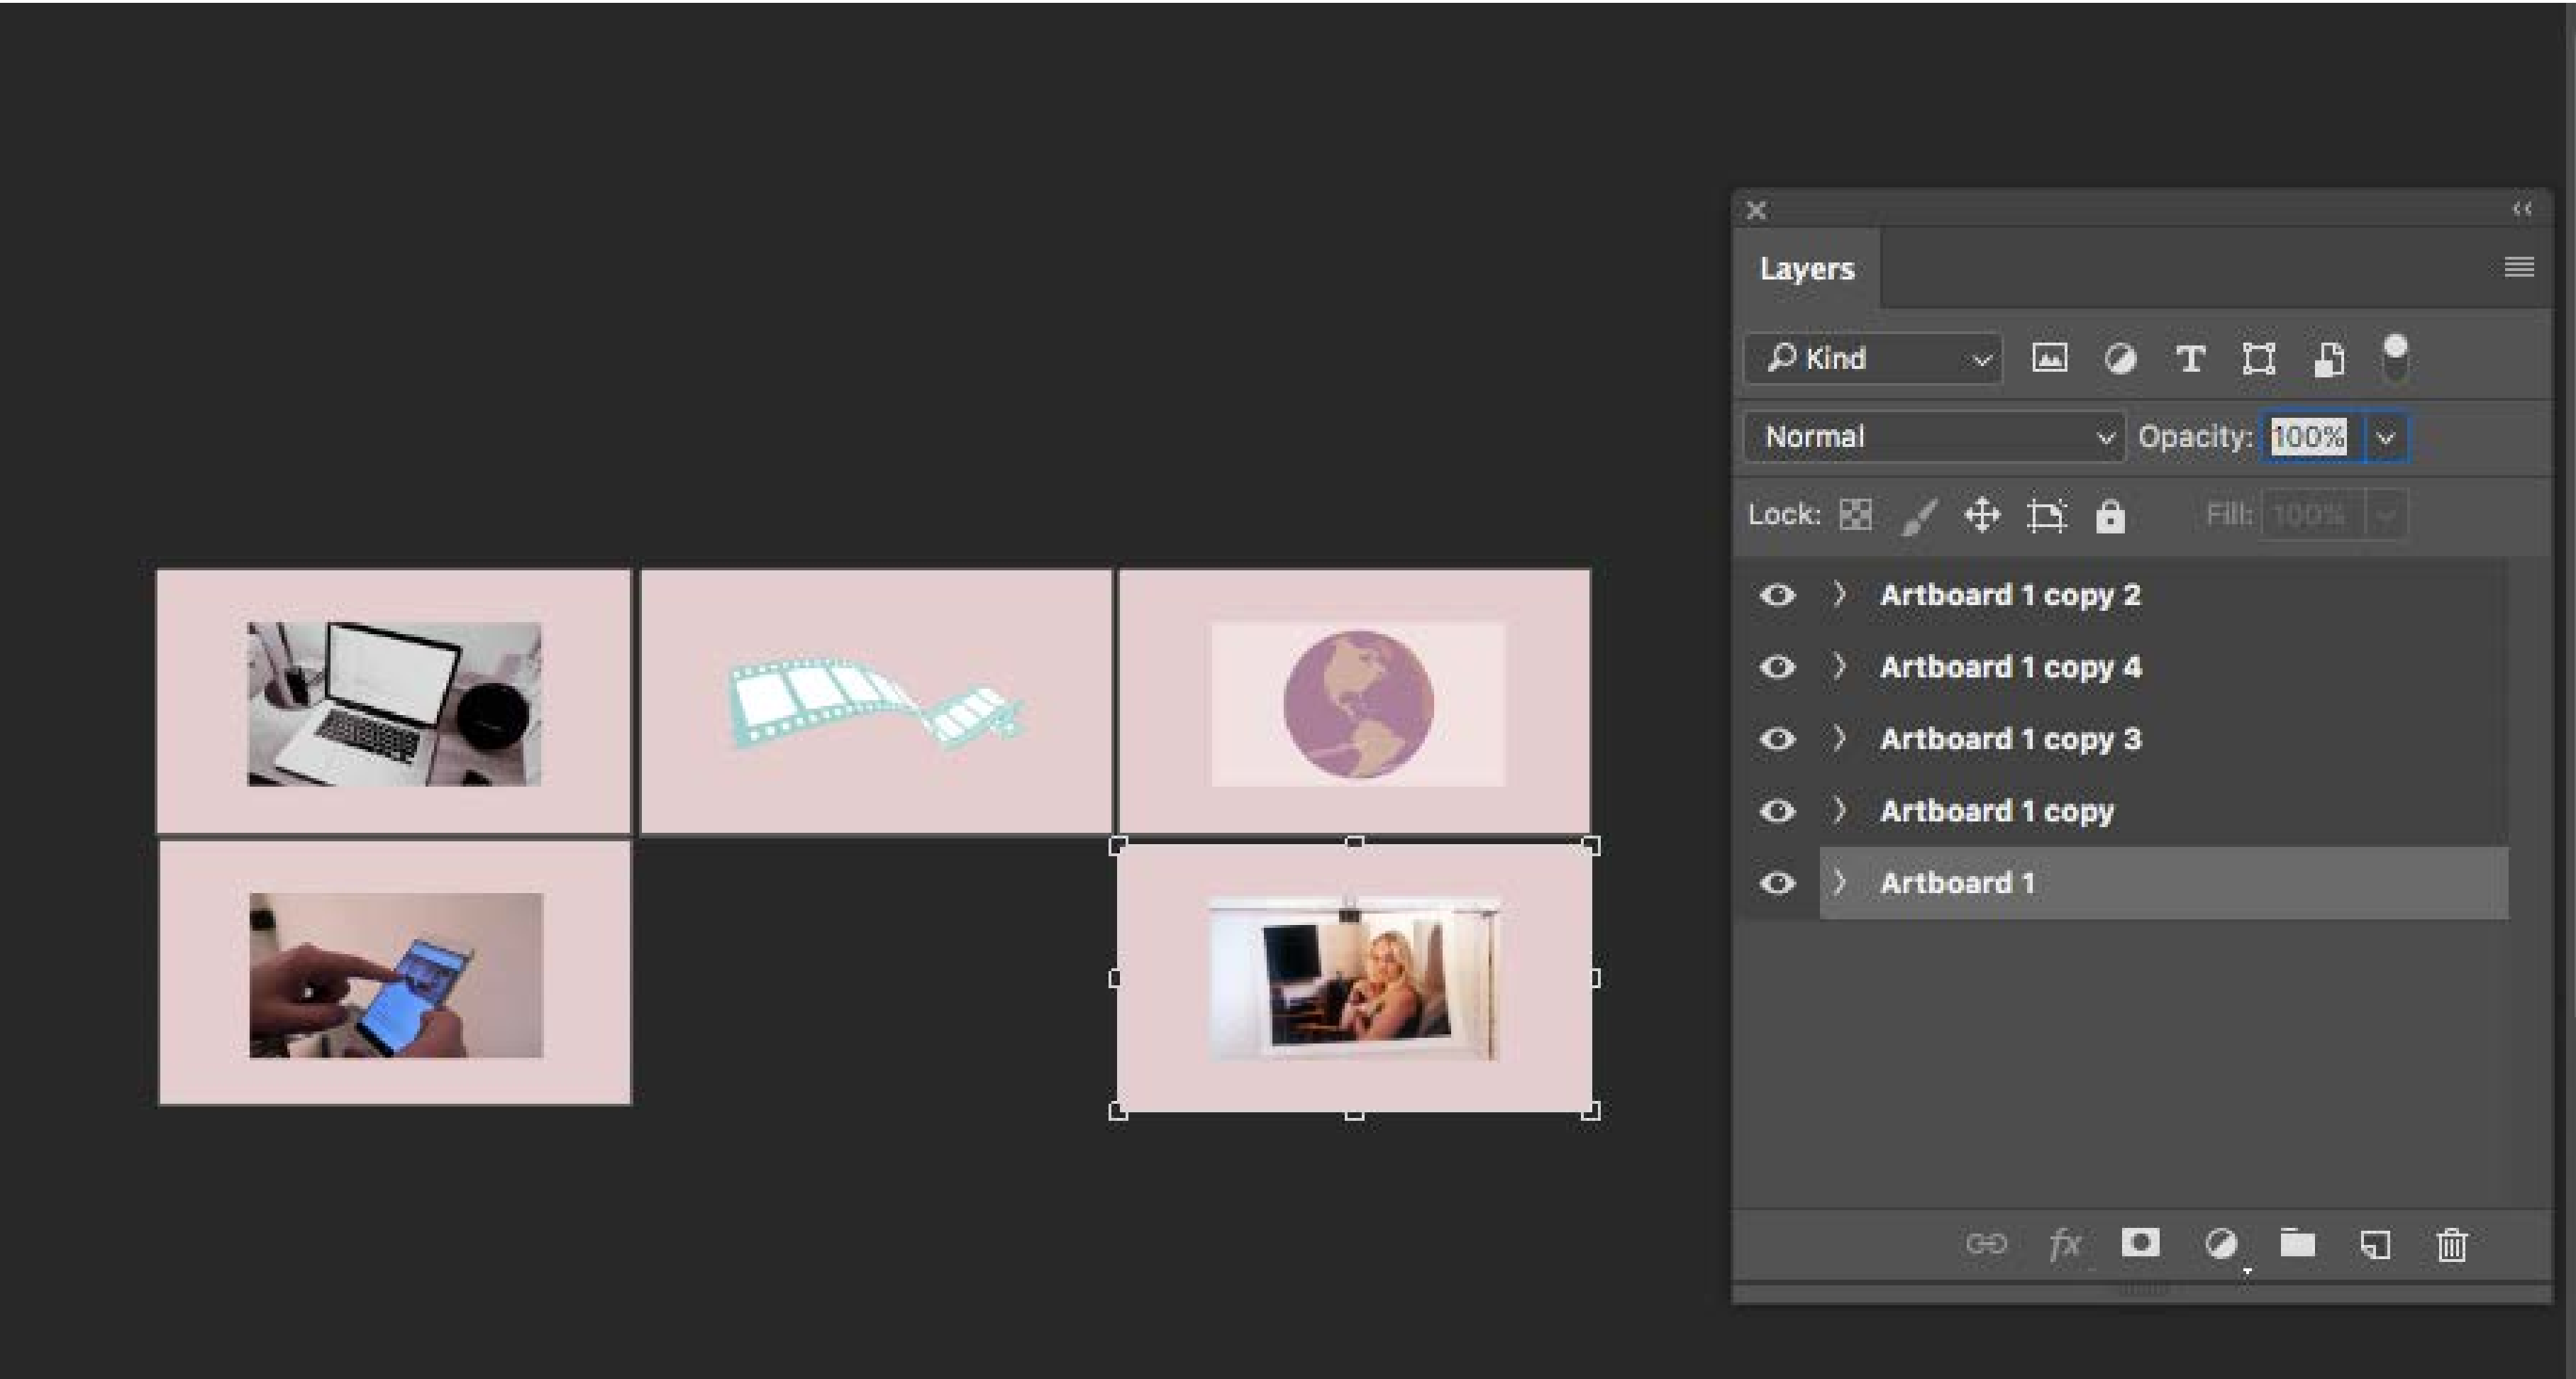 Layers
Kind
Normal Opacity: 100%
Lock: Fill: 100%
Artboard 1 copy 2
Artboard 1 copy 4
Artboard 1 copy 3
Artboard 1 copy
Artboard 1
fx